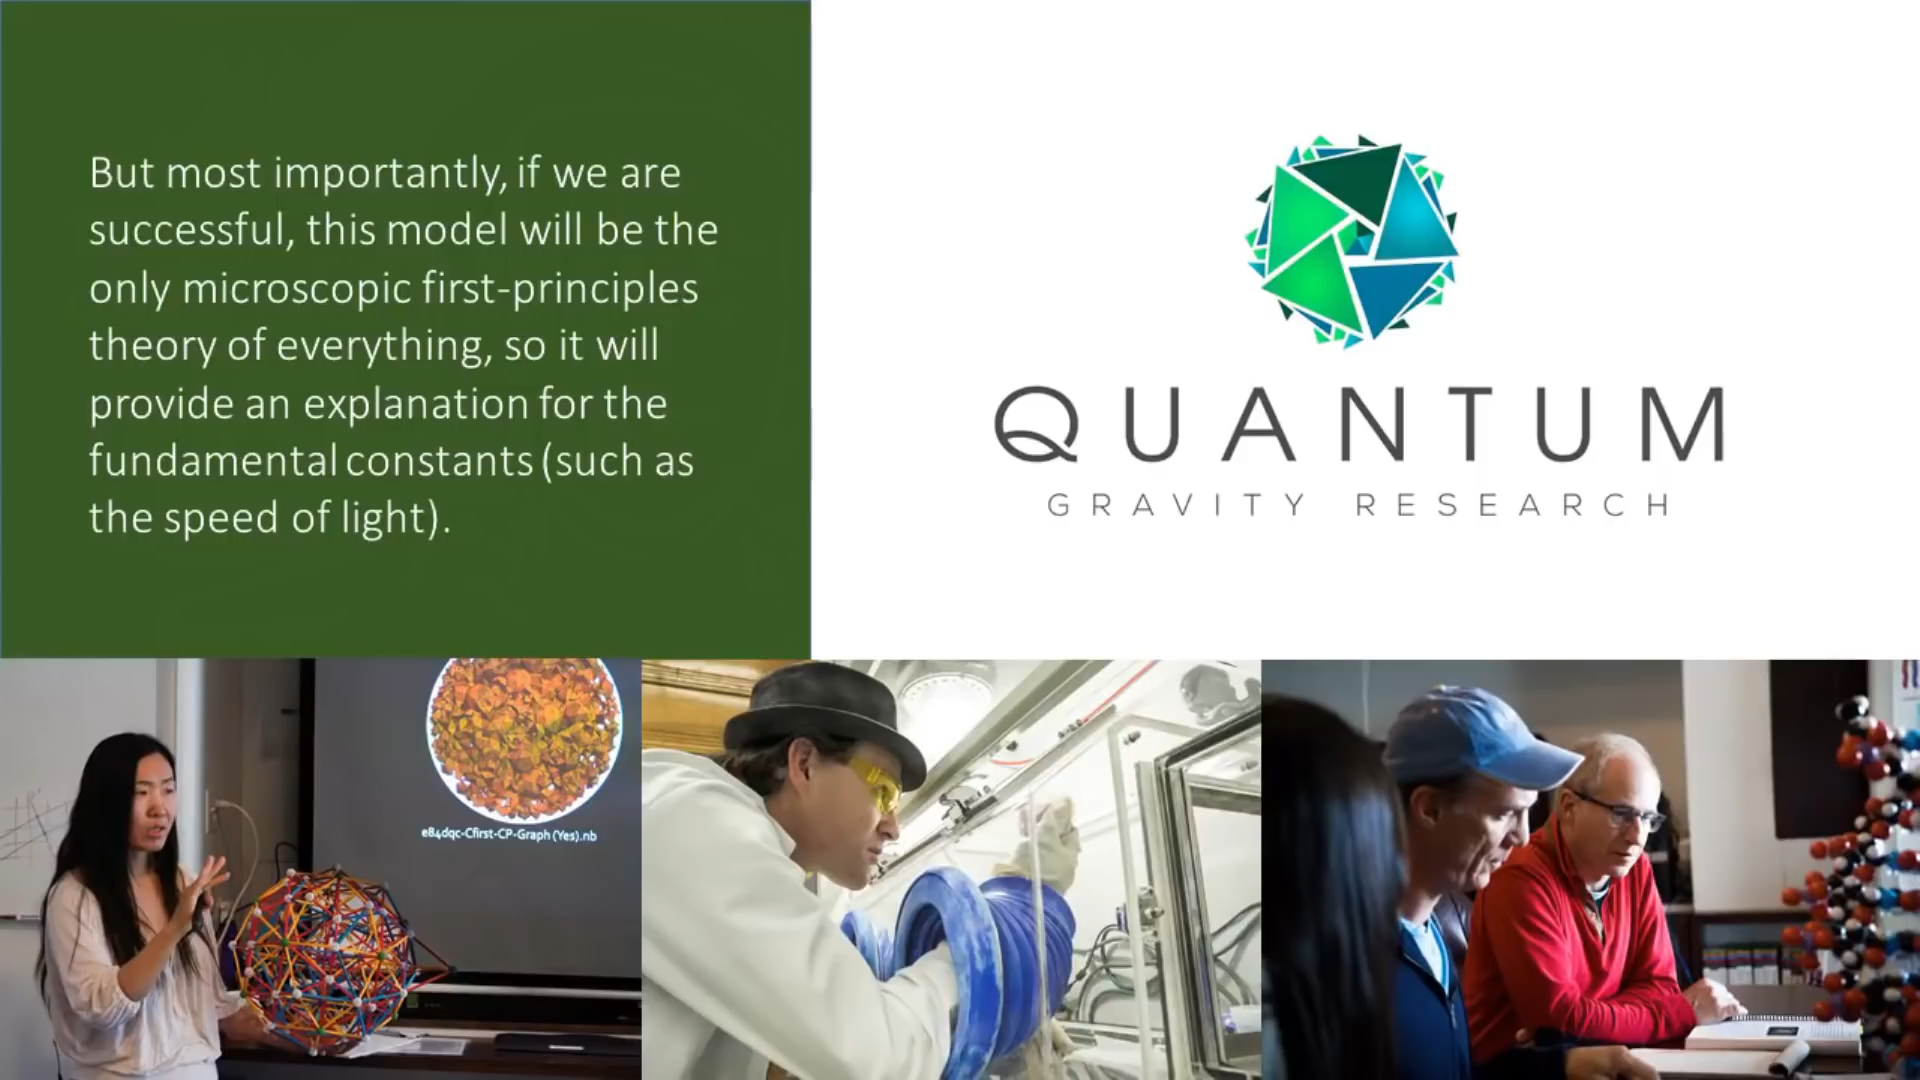 But most importantly, if we are
successful, this model will be the
only microscopic first-principles
theory of everything, so it will
provide an explanation for the
fundamental constants (such as
the speed of light).
QUANTUM
GRAVITY RESEARCH
e84dqc-Cfirst-CP-Graph (Yes).nb